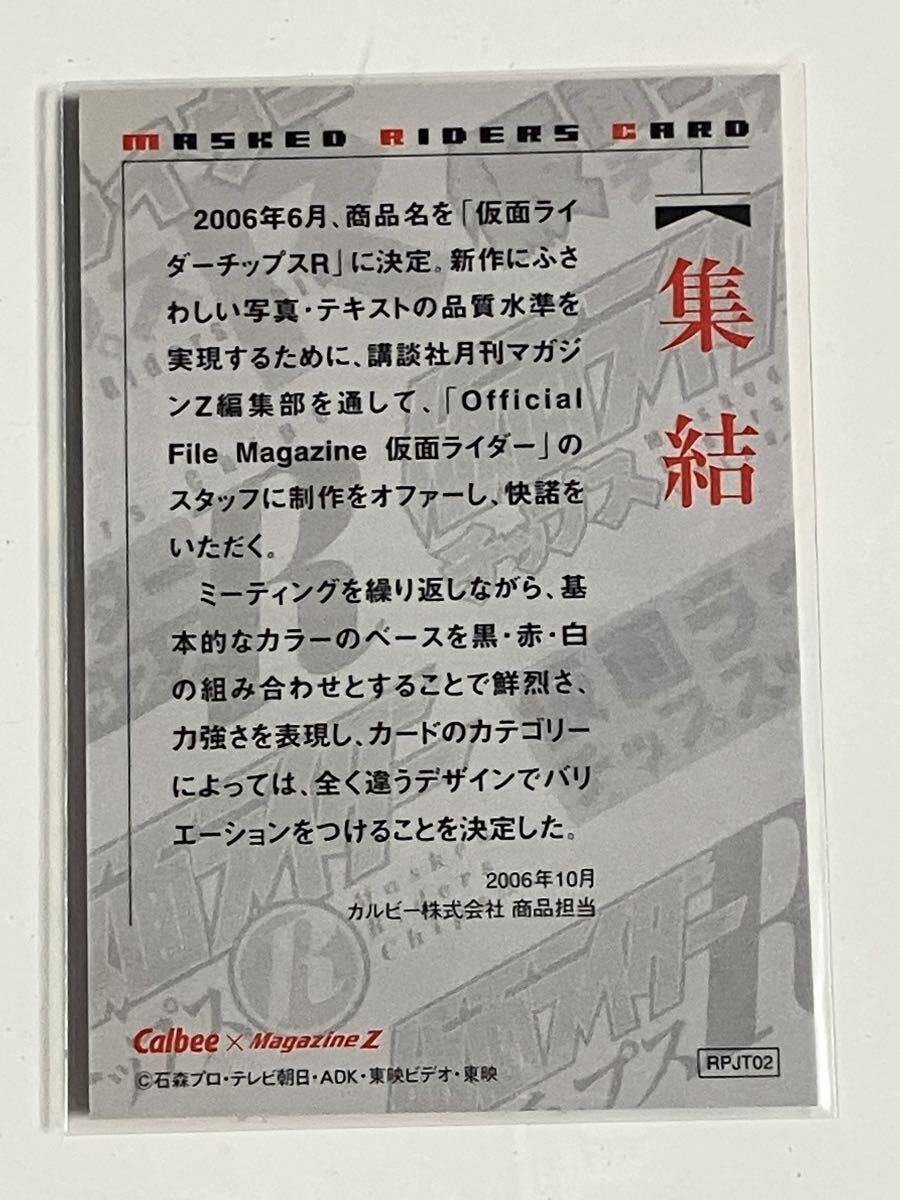 MASKED RIDERS CARD
集結
2006年6月、商品名を「仮面ライ
ダーチップスR」に決定。新作にふさ
わしい写真・テキストの品質水準を
実現するために、講談社月刊マガジ
ンZ編集部を通して、「Official
File Magazine 仮面ライダー」の
スタッフに制作をオファーし、快諾を
いただく。
ミーティングを繰り返しながら、基
本的なカラーのベースを黒・赤・白
の組み合わせとすることで鮮烈さ、
力強さを表現し、カードのカテゴリー
によっては、全く違うデザインでバリ
エーションをつけることを決定した。
2006年10月
カルビー株式会社 商品担当
Calbee × Magazine Z
©石森プロ・テレビ朝日・ADK・東映ビデオ・東映
RPJT02